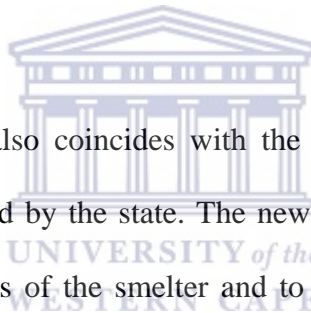 also coincides with the
d by the state. The new
UNIVERSITY of the
s of the smelter and to
WESTERN CAPE